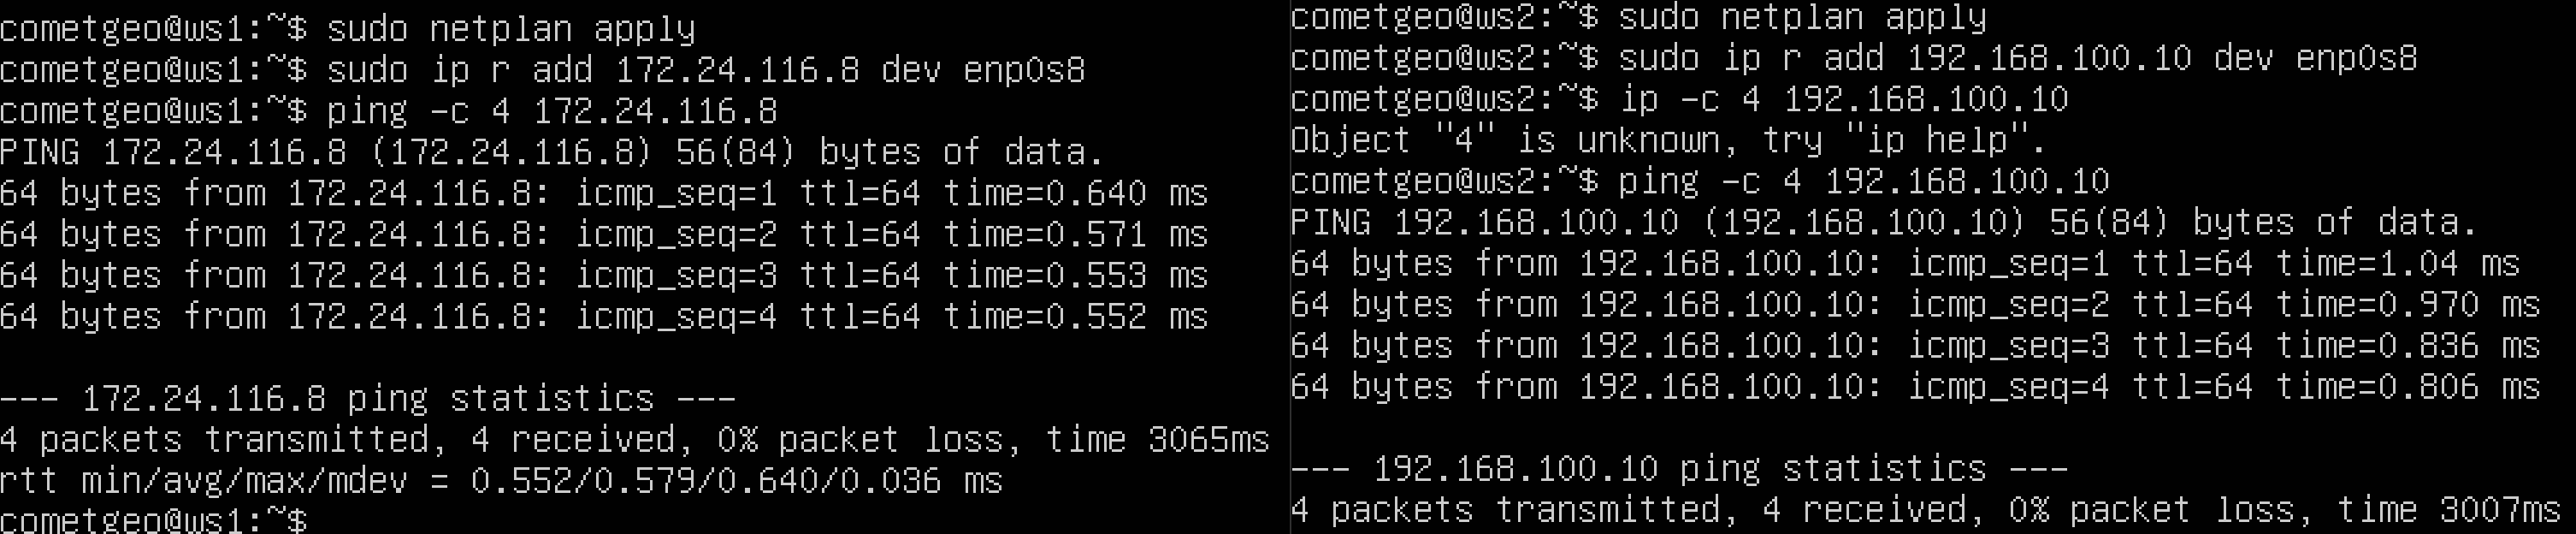 cometgeo@ws1:~$ sudo netplan apply
cometgeo@ws1:~$ sudo ip r add 172.24.116.8 dev enp0s8
cometgeo@ws1:~$ ping -c 4 172.24.116.8
PING 172.24.116.8 (172.24.116.8) 56(84) bytes of data.
64 bytes from 172.24.116.8: icmp_seq=1 ttl=64 time=0.640 ms
64 bytes from 172.24.116.8: icmp_seq=2 ttl=64 time=0.571 ms
64 bytes from 172.24.116.8: icmp_seq=3 ttl=64 time=0.553 ms
64 bytes from 172.24.116.8: icmp_seq=4 ttl=64 time=0.552 ms
--- 172.24.116.8 ping statistics ---
4 packets transmitted, 4 received, 0% packet loss, time 3065ms
rtt min/avg/max/mdev = 0.552/0.579/0.640/0.036 ms
cometgeo@ws1:~$
cometgeo@ws2:~$ sudo netplan apply
cometgeo@ws2:~$ sudo ip r add 192.168.100.10 dev enp0s8
cometgeo@ws2:~$ ip -c 4 192.168.100.10
Object "4" is unknown, try "ip help".
cometgeo@ws2:~$ ping -c 4 192.168.100.10
PING 192.168.100.10 (192.168.100.10) 56(84) bytes of data.
64 bytes from 192.168.100.10: icmp_seq=1 ttl=64 time=1.04 ms
64 bytes from 192.168.100.10: icmp_seq=2 ttl=64 time=0.970 ms
64 bytes from 192.168.100.10: icmp_seq=3 ttl=64 time=0.836 ms
64 bytes from 192.168.100.10: icmp_seq=4 ttl=64 time=0.806 ms
--- 192.168.100.10 ping statistics ---
4 packets transmitted, 4 received, 0% packet loss, time 3007ms